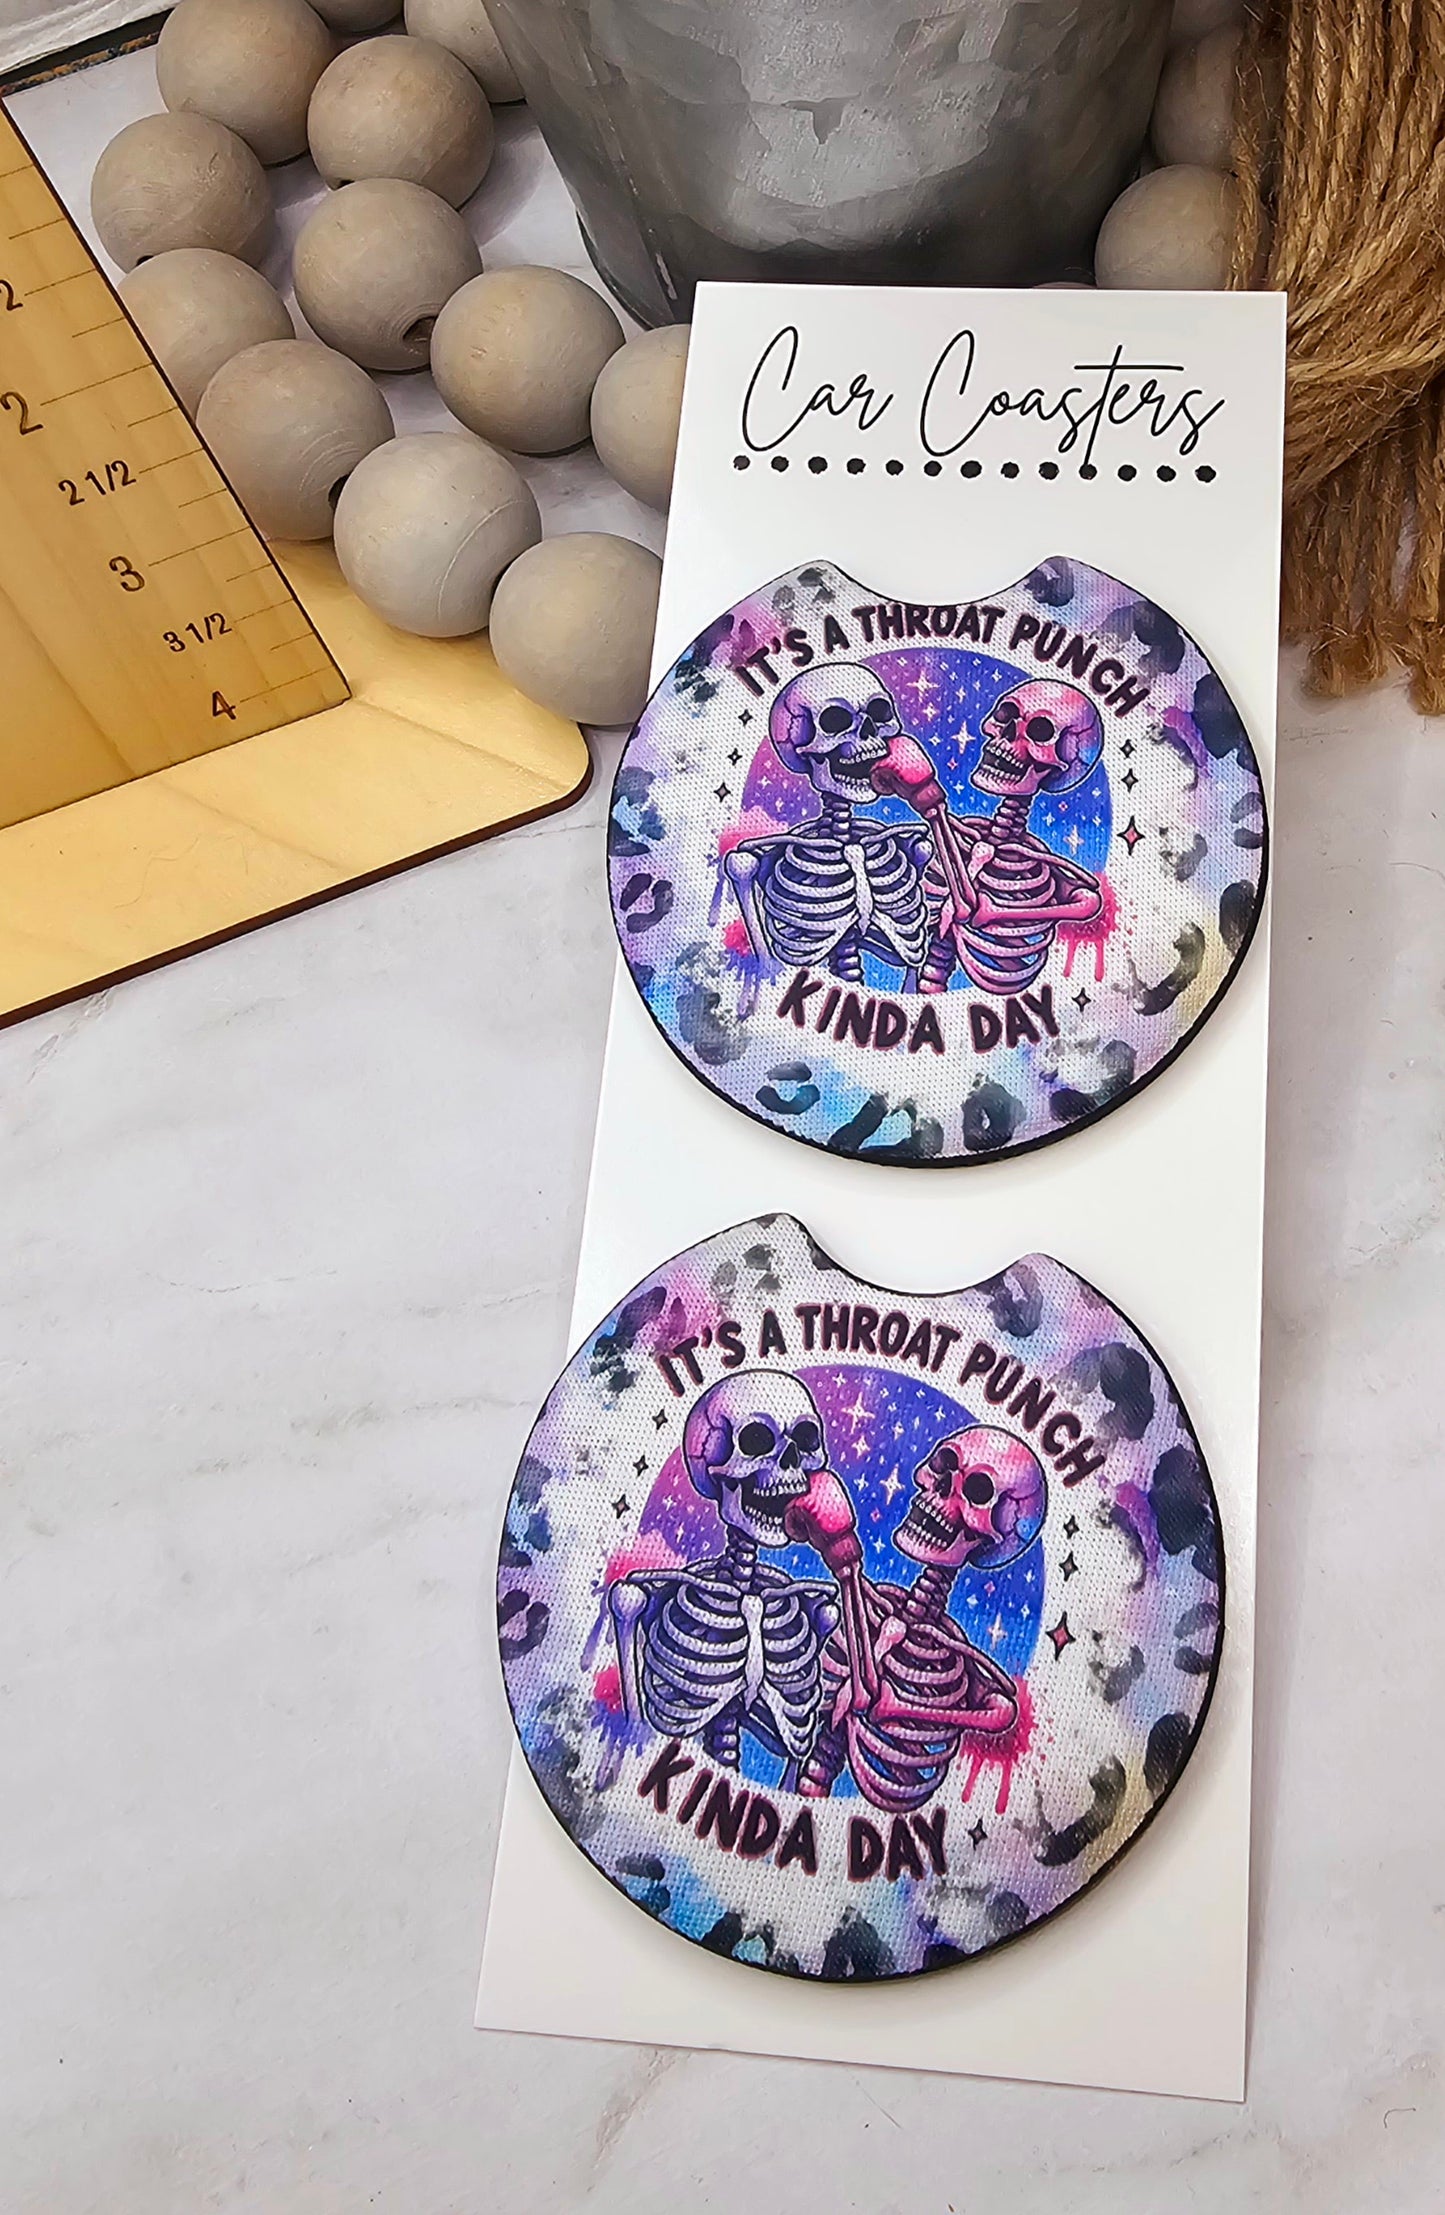 2
2
2 1/2
3
3 1/2
4
Car Coasters
IT'S A THROAT PUNCH
KINDA DAY
IT'S A THROAT PUNCH
KINDA DAY